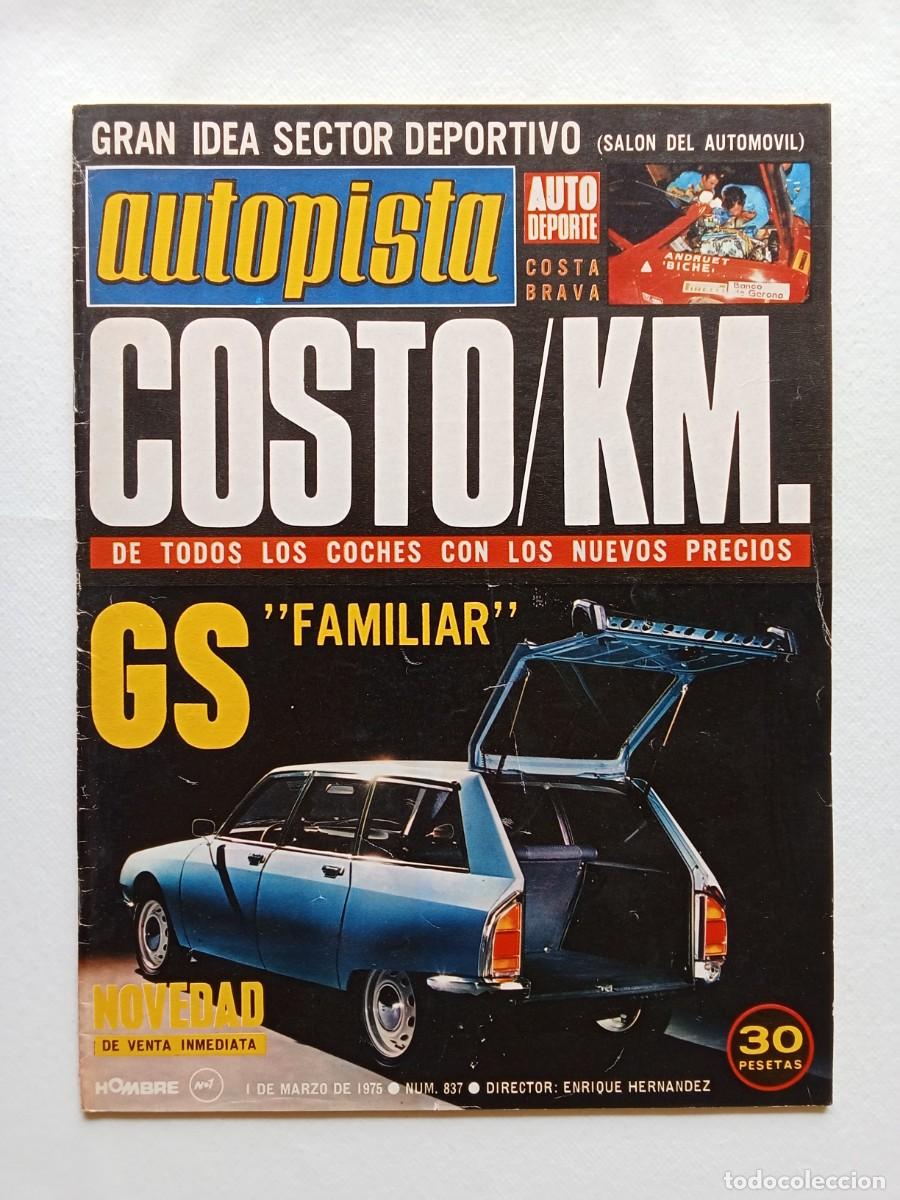 GRAN IDEA SECTOR DEPORTIVO (SALON DEL AUTOMOVIL)
autopista
AUTO
DEPORTE
COSTA
BRAVA
ANDRUET
'BICHE'
Banco
de Gerona
COSTO/KM.
DE TODOS LOS COCHES CON LOS NUEVOS PRECIOS
GS "FAMILIAR"
NOVEDAD
DE VENTA INMEDIATA
30
PESETAS
HOMBRE Nº1 1 DE MARZO DE 1975 ● NUM. 837 ● DIRECTOR: ENRIQUE HERNANDEZ
todocoleccion